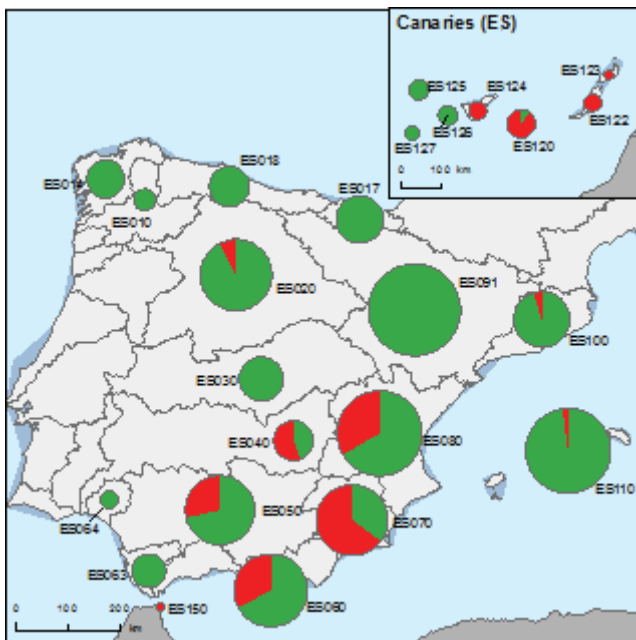 Canaries (ES)
ES123
ES125
ES124
ES126
ES122
ES120
ES127
0 100 km
ES018
ES014
ES017
ES010
ES020
ES091
ES100
ES030
ES040
ES080
ES110
ES050
ES070
ES064
ES063
ES060
ES150
0 100 200
km